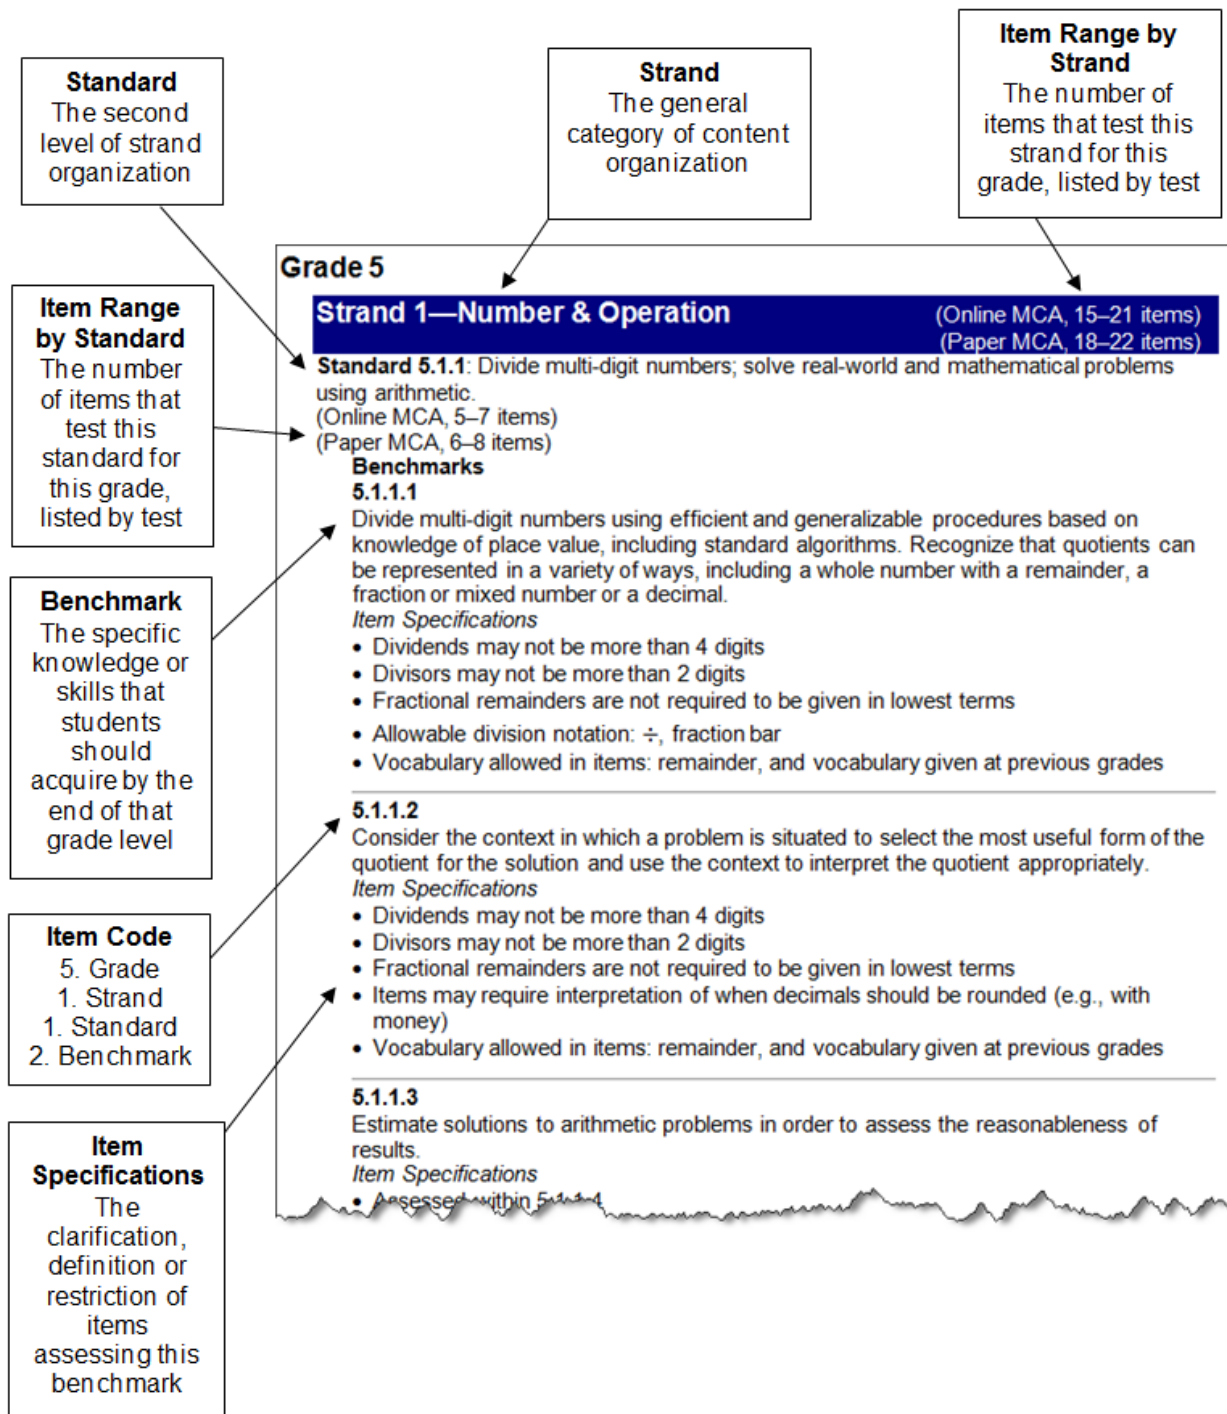 Standard
The second
level of strand
organization
Strand
The general
category of content
organization
Item Range by
Strand
The number of
items that test this
strand for this
grade, listed by test
Item Range
by Standard
The number
of items that
test this
standard for
this grade,
listed by test
Benchmark
The specific
knowledge or
skills that
students
should
acquire by the
end of that
grade level
Item Code
5. Grade
1. Strand
1. Standard
2. Benchmark
Item
Specifications
The
clarification,
definition or
restriction of
items
assessing this
benchmark
Grade 5
Strand 1—Number & Operation (Online MCA, 15–21 items)
(Paper MCA, 18–22 items)
Standard 5.1.1: Divide multi-digit numbers; solve real-world and mathematical problems
using arithmetic.
(Online MCA, 5–7 items)
(Paper MCA, 6–8 items)
Benchmarks
5.1.1.1
Divide multi-digit numbers using efficient and generalizable procedures based on
knowledge of place value, including standard algorithms. Recognize that quotients can
be represented in a variety of ways, including a whole number with a remainder, a
fraction or mixed number or a decimal.
Item Specifications
• Dividends may not be more than 4 digits
• Divisors may not be more than 2 digits
• Fractional remainders are not required to be given in lowest terms
• Allowable division notation: ÷, fraction bar
• Vocabulary allowed in items: remainder, and vocabulary given at previous grades
5.1.1.2
Consider the context in which a problem is situated to select the most useful form of the
quotient for the solution and use the context to interpret the quotient appropriately.
Item Specifications
• Dividends may not be more than 4 digits
• Divisors may not be more than 2 digits
• Fractional remainders are not required to be given in lowest terms
• Items may require interpretation of when decimals should be rounded (e.g., with
money)
• Vocabulary allowed in items: remainder, and vocabulary given at previous grades
5.1.1.3
Estimate solutions to arithmetic problems in order to assess the reasonableness of
results.
Item Specifications
• Assessed within 5.1.1.4